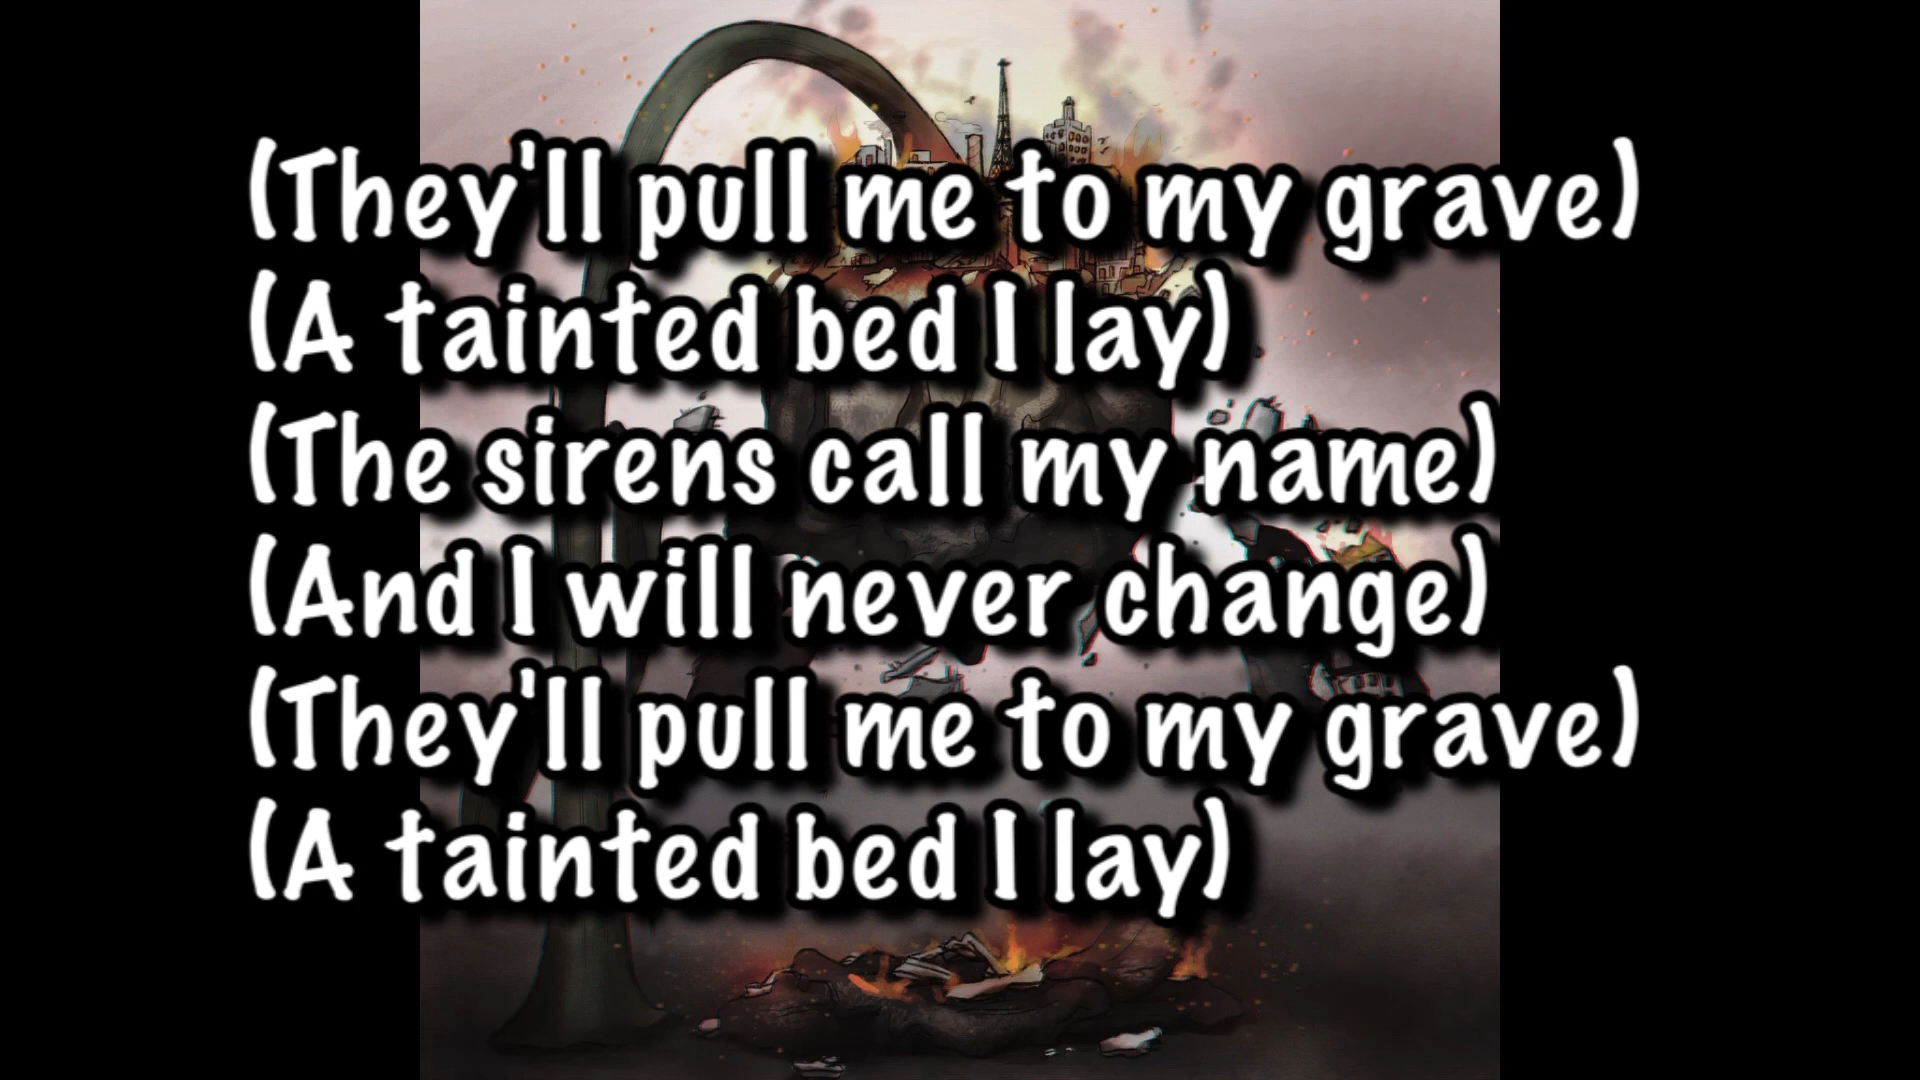 (They'll pull me to my grave)
(A tainted bed I lay)
(The sirens call my name)
(And I will never change)
(They'll pull me to my grave)
(A tainted bed I lay)